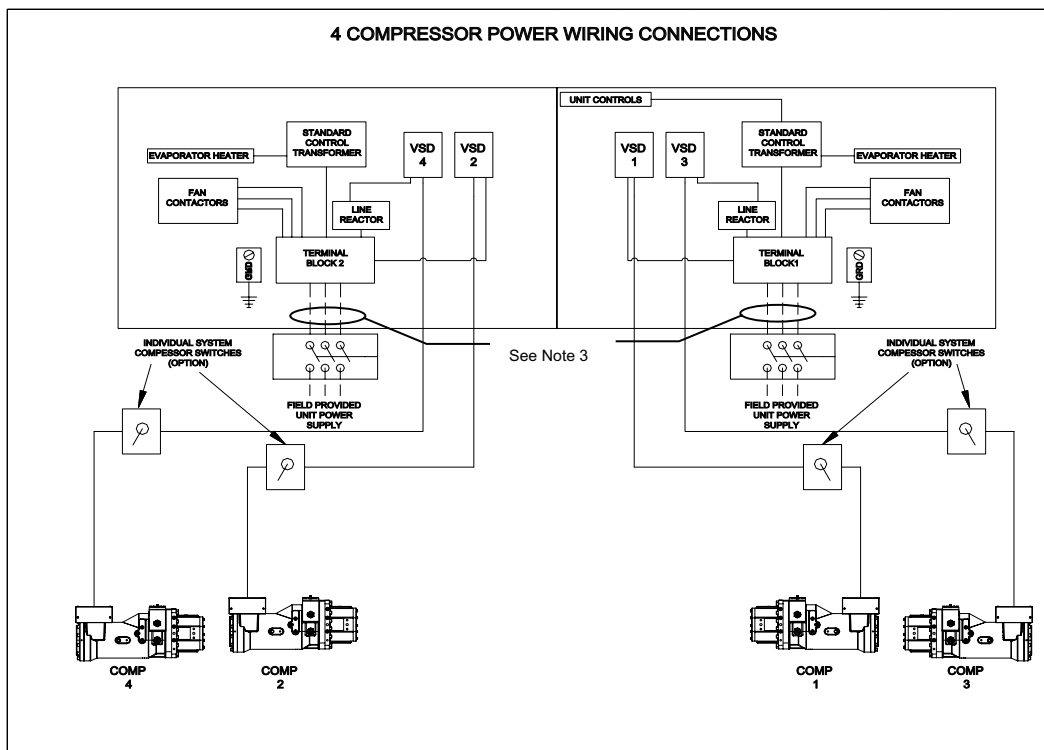 4 COMPRESSOR POWER WIRING CONNECTIONS
UNIT CONTROLS
STANDARD
CONTROL
TRANSFORMER
EVAPORATOR HEATER
VSD
4
VSD
2
FAN
CONTACTORS
LINE
REACTOR
TERMINAL
BLOCK 2
GND
VSD
1
VSD
3
STANDARD
CONTROL
TRANSFORMER
EVAPORATOR HEATER
LINE
REACTOR
FAN
CONTACTORS
TERMINAL
BLOCK1
GRD
INDIVIDUAL SYSTEM
COMPESSOR SWITCHES
(OPTION)
See Note 3
INDIVIDUAL SYSTEM
COMPESSOR SWITCHES
(OPTION)
FIELD PROVIDED
UNIT POWER
SUPPLY
FIELD PROVIDED
UNIT POWER
SUPPLY
COMP
4
COMP
2
COMP
1
COMP
3